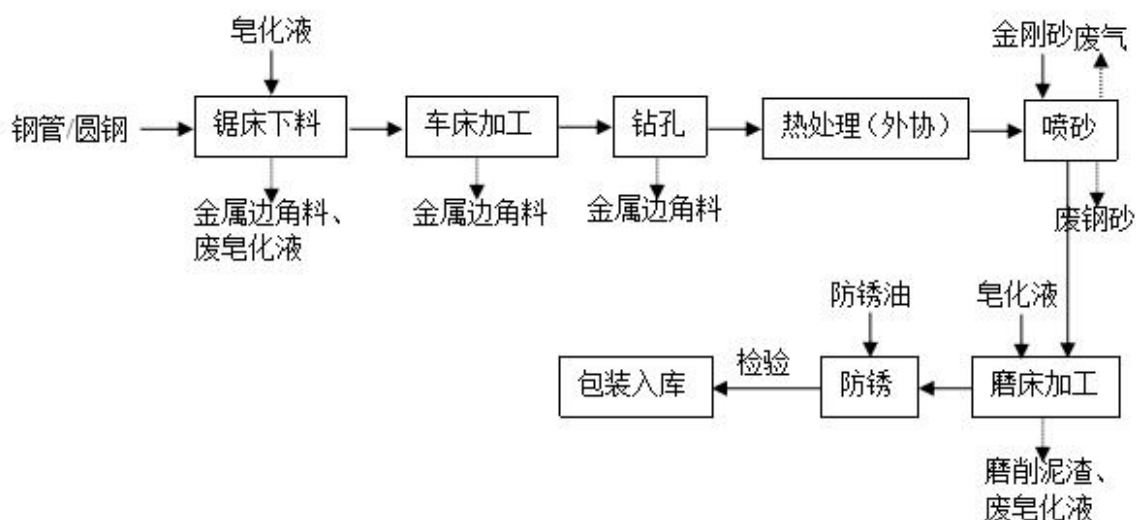 皂化液
金刚砂
废气
钢管/圆钢
锯床下料
车床加工
钻孔
热处理（外协）
喷砂
金属边角料、
废皂化液
金属边角料
金属边角料
废钢砂
防锈油
皂化液
包装入库
检验
防锈
磨床加工
磨削泥渣、
废皂化液